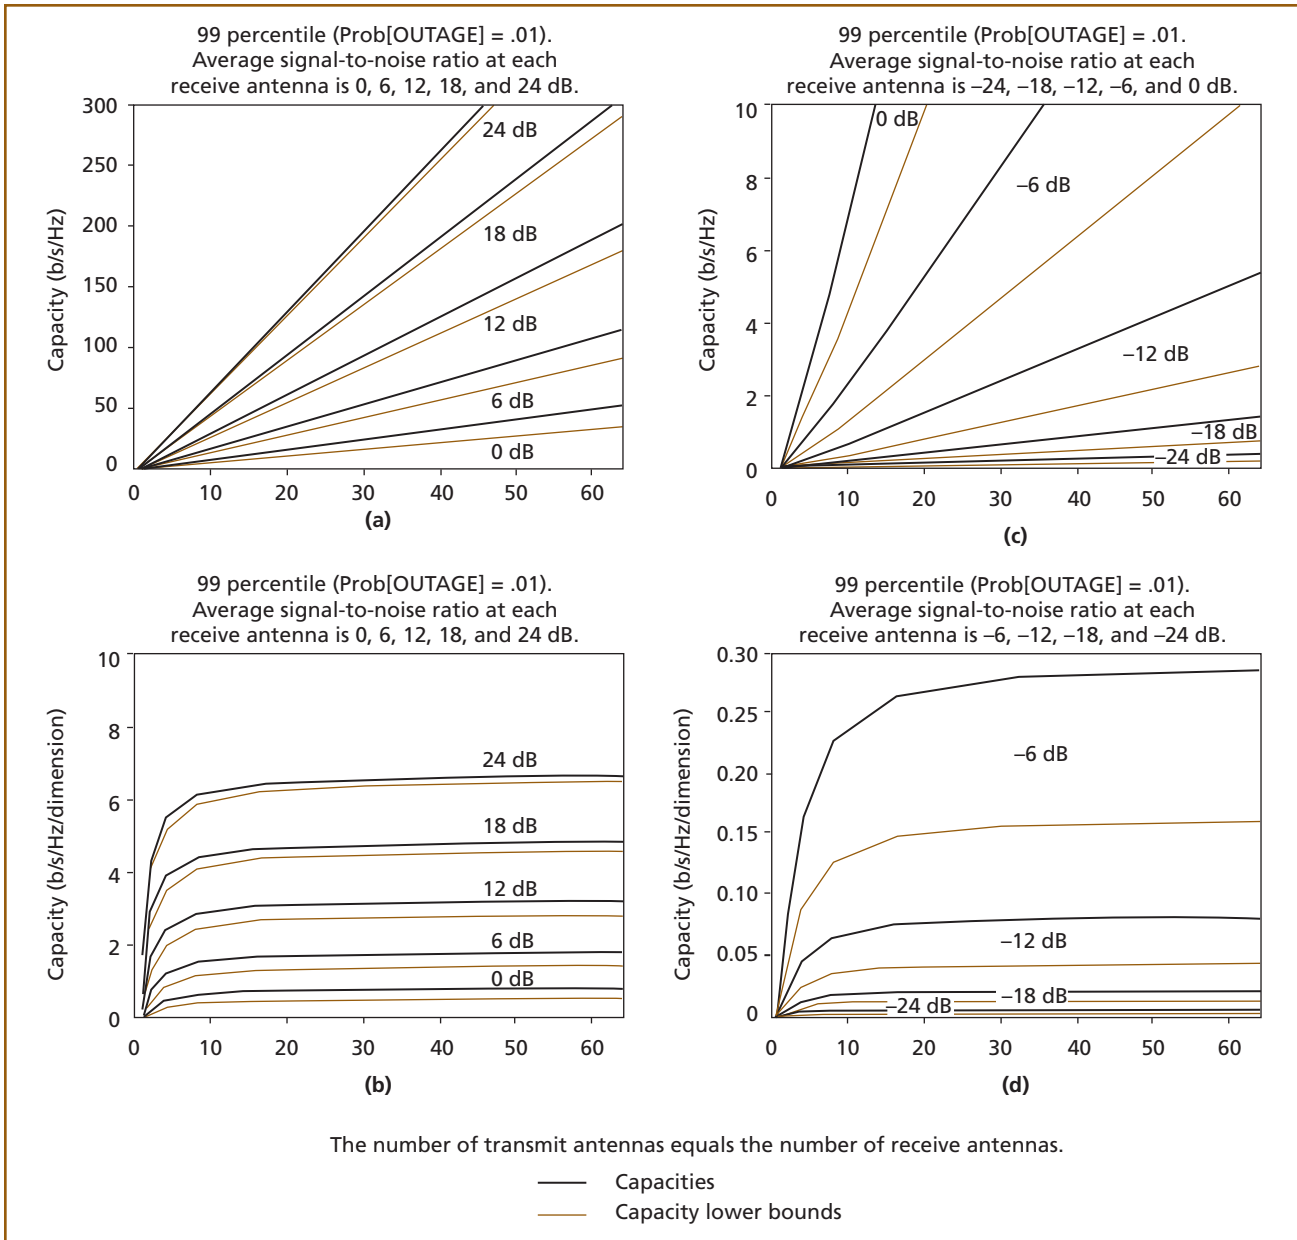 99 percentile (Prob[OUTAGE] = .01).
Average signal-to-noise ratio at each
receive antenna is 0, 6, 12, 18, and 24 dB.
Capacity (b/s/Hz)
300
250
200
150
100
50
0
24 dB
18 dB
12 dB
6 dB
0 dB
0 10 20 30 40 50 60
(a)
99 percentile (Prob[OUTAGE] = .01.
Average signal-to-noise ratio at each
receive antenna is –24, –18, –12, –6, and 0 dB.
Capacity (b/s/Hz)
10
8
6
4
2
0
0 dB
–6 dB
–12 dB
–18 dB
–24 dB
0 10 20 30 40 50 60
(c)
99 percentile (Prob[OUTAGE] = .01).
Average signal-to-noise ratio at each
receive antenna is 0, 6, 12, 18, and 24 dB.
Capacity (b/s/Hz/dimension)
10
8
6
4
2
0
24 dB
18 dB
12 dB
6 dB
0 dB
0 10 20 30 40 50 60
(b)
99 percentile (Prob[OUTAGE] = .01).
Average signal-to-noise ratio at each
receive antenna is –6, –12, –18, and –24 dB.
Capacity (b/s/Hz/dimension)
0.30
0.25
0.20
0.15
0.10
0.05
0
–6 dB
–12 dB
–18 dB
–24 dB
0 10 20 30 40 50 60
(d)
The number of transmit antennas equals the number of receive antennas.
Capacities
Capacity lower bounds